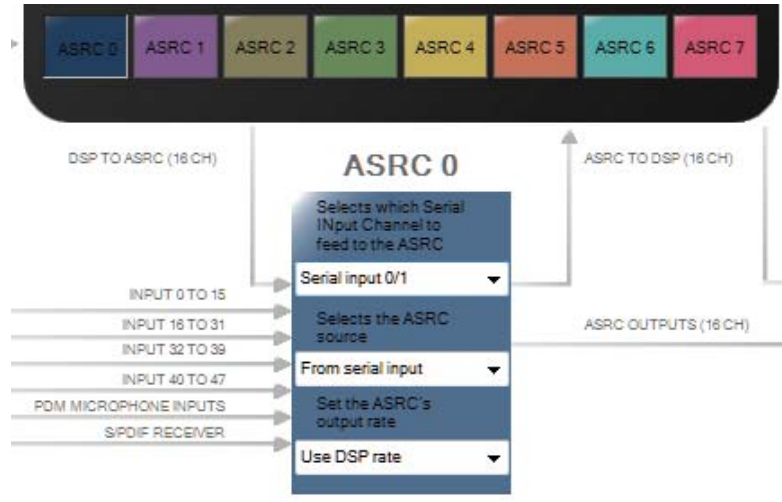 ASRC 0 ASRC 1 ASRC 2 ASRC 3 ASRC 4 ASRC 5 ASRC 6 ASRC 7
DSP TO ASRC (16 CH)
ASRC 0
ASRC TO DSP (16 CH)
Selects which Serial
INput Channel to
feed to the ASRC
Serial input 0/1
INPUT 0 TO 15
INPUT 16 TO 31
Selects the ASRC
source
ASRC OUTPUTS (16 CH)
INPUT 32 TO 39
From serial input
INPUT 40 TO 47
PDM MICROPHONE INPUTS
Set the ASRC's
output rate
S/PDIF RECEIVER
Use DSP rate